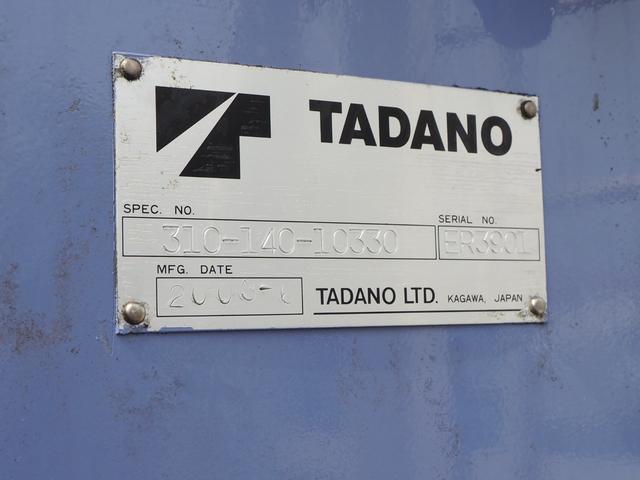 TADANO
SPEC. NO.
310-140-10330
SERIAL NO.
ER3901
MFG. DATE
TADANO LTD. KAGAWA, JAPAN